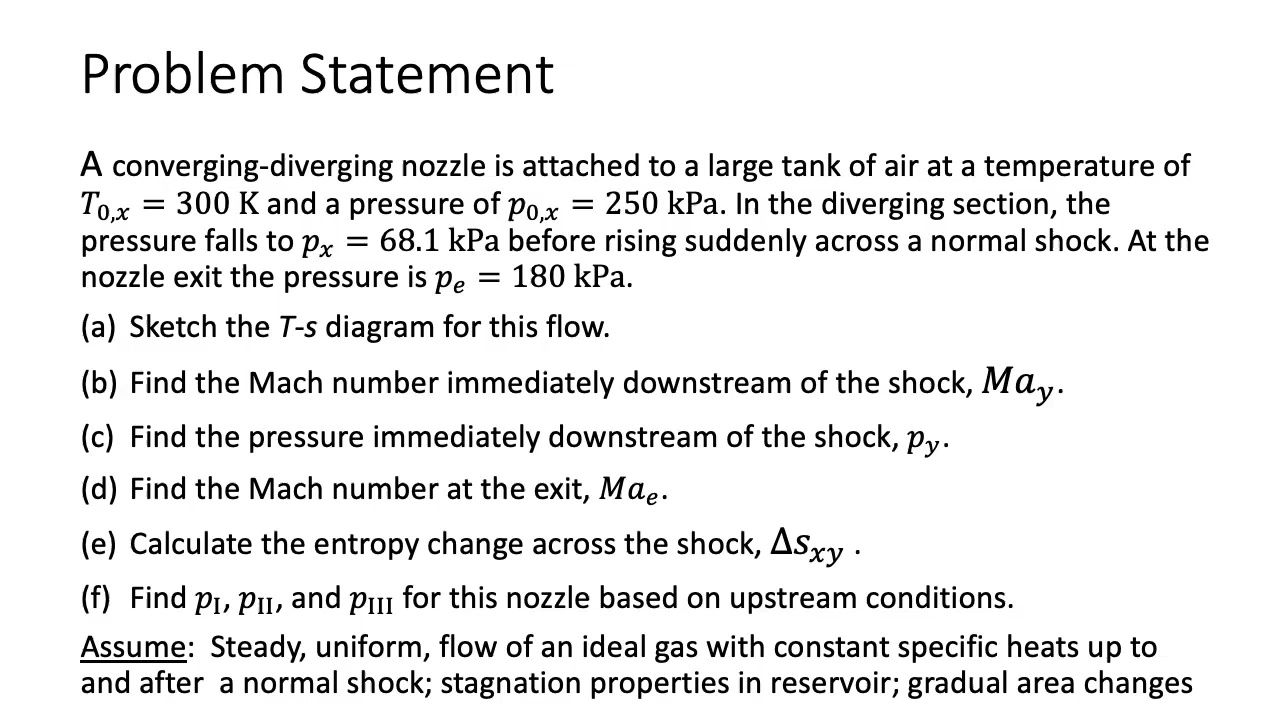 Problem Statement
A converging-diverging nozzle is attached to a large tank of air at a temperature of
𝑇₀,ₓ = 300 K and a pressure of 𝑝₀,ₓ = 250 kPa. In the diverging section, the
pressure falls to 𝑝ₓ = 68.1 kPa before rising suddenly across a normal shock. At the
nozzle exit the pressure is 𝑝ₑ = 180 kPa.
(a) Sketch the T-s diagram for this flow.
(b) Find the Mach number immediately downstream of the shock, 𝑀𝑎_y.
(c) Find the pressure immediately downstream of the shock, 𝑝_y.
(d) Find the Mach number at the exit, 𝑀𝑎ₑ.
(e) Calculate the entropy change across the shock, Δ𝑠_xy .
(f) Find 𝑝_I, 𝑝_II, and 𝑝_III for this nozzle based on upstream conditions.
Assume: Steady, uniform, flow of an ideal gas with constant specific heats up to
and after a normal shock; stagnation properties in reservoir; gradual area changes